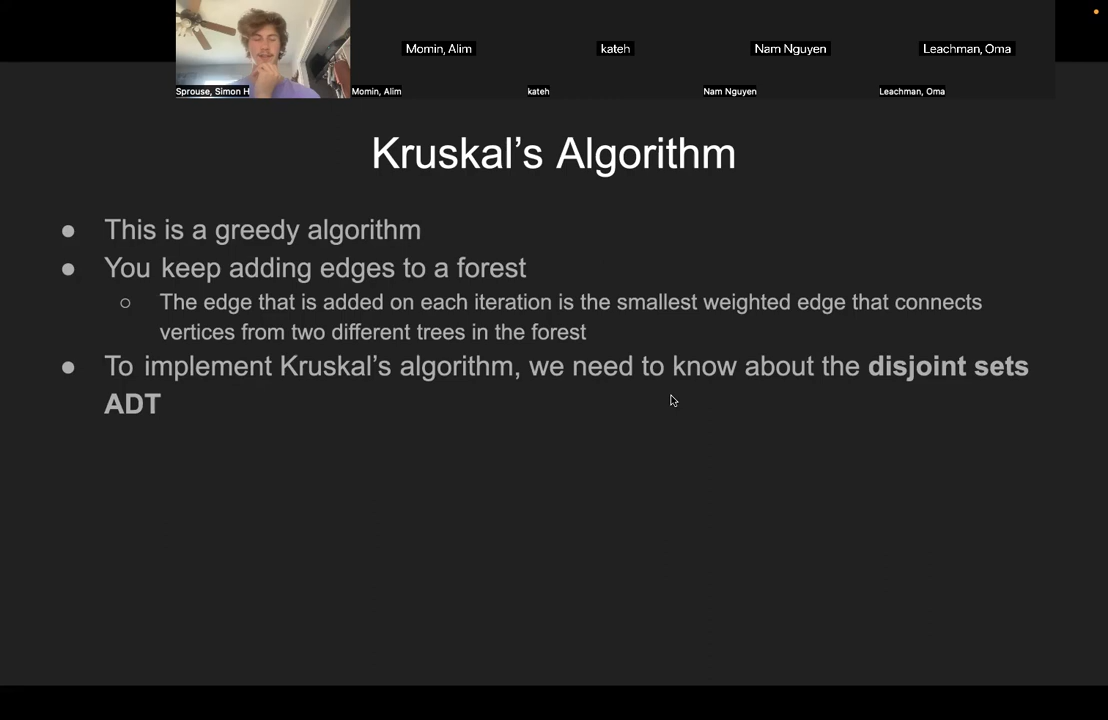 Momin, Alim
kateh
Nam Nguyen
Leachman, Oma
Sprouse, Simon H
Momin, Alim
kateh
Nam Nguyen
Leachman, Oma
Kruskal's Algorithm
● This is a greedy algorithm
● You keep adding edges to a forest
○ The edge that is added on each iteration is the smallest weighted edge that connects
vertices from two different trees in the forest
● To implement Kruskal's algorithm, we need to know about the disjoint sets
ADT